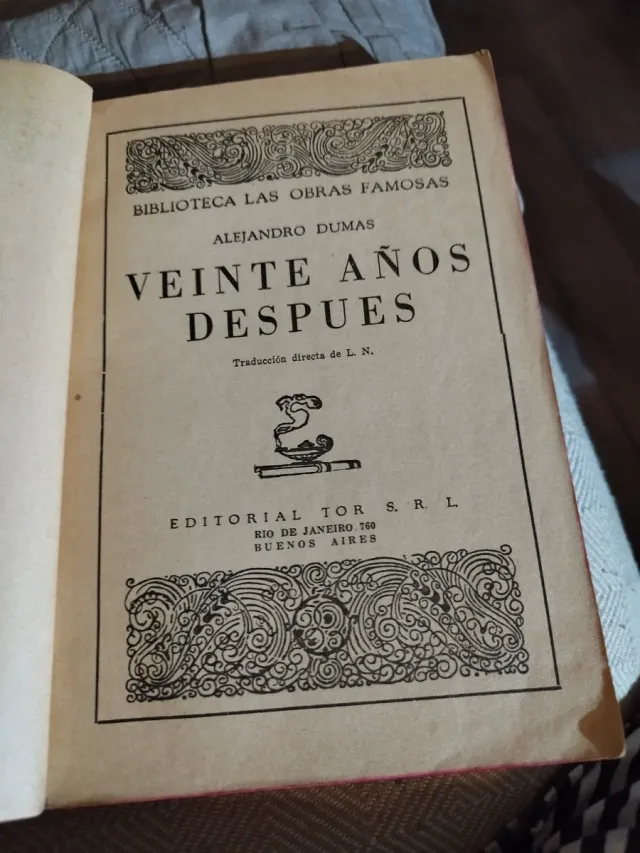 BIBLIOTECA LAS OBRAS FAMOSAS
ALEJANDRO DUMAS
VEINTE AÑOS
DESPUES
Traducción directa de L. N.
EDITORIAL TOR S. R. L.
RIO DE JANEIRO 760
BUENOS AIRES